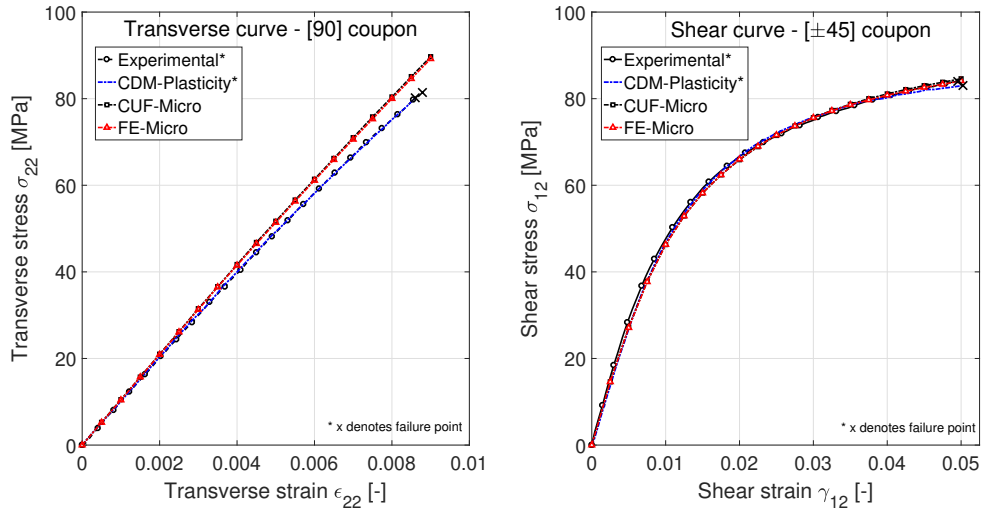 Transverse curve - [90] coupon
Experimental*
CDM-Plasticity*
CUF-Micro
FE-Micro
Transverse stress σ22 [MPa]
100
80
60
40
20
0
* x denotes failure point
0 0.002 0.004 0.006 0.008 0.01
Transverse strain ϵ22 [-]
Shear curve - [±45] coupon
Experimental*
CDM-Plasticity*
CUF-Micro
FE-Micro
Shear stress σ12 [MPa]
100
80
60
40
20
0
* x denotes failure point
0 0.01 0.02 0.03 0.04 0.05
Shear strain γ12 [-]